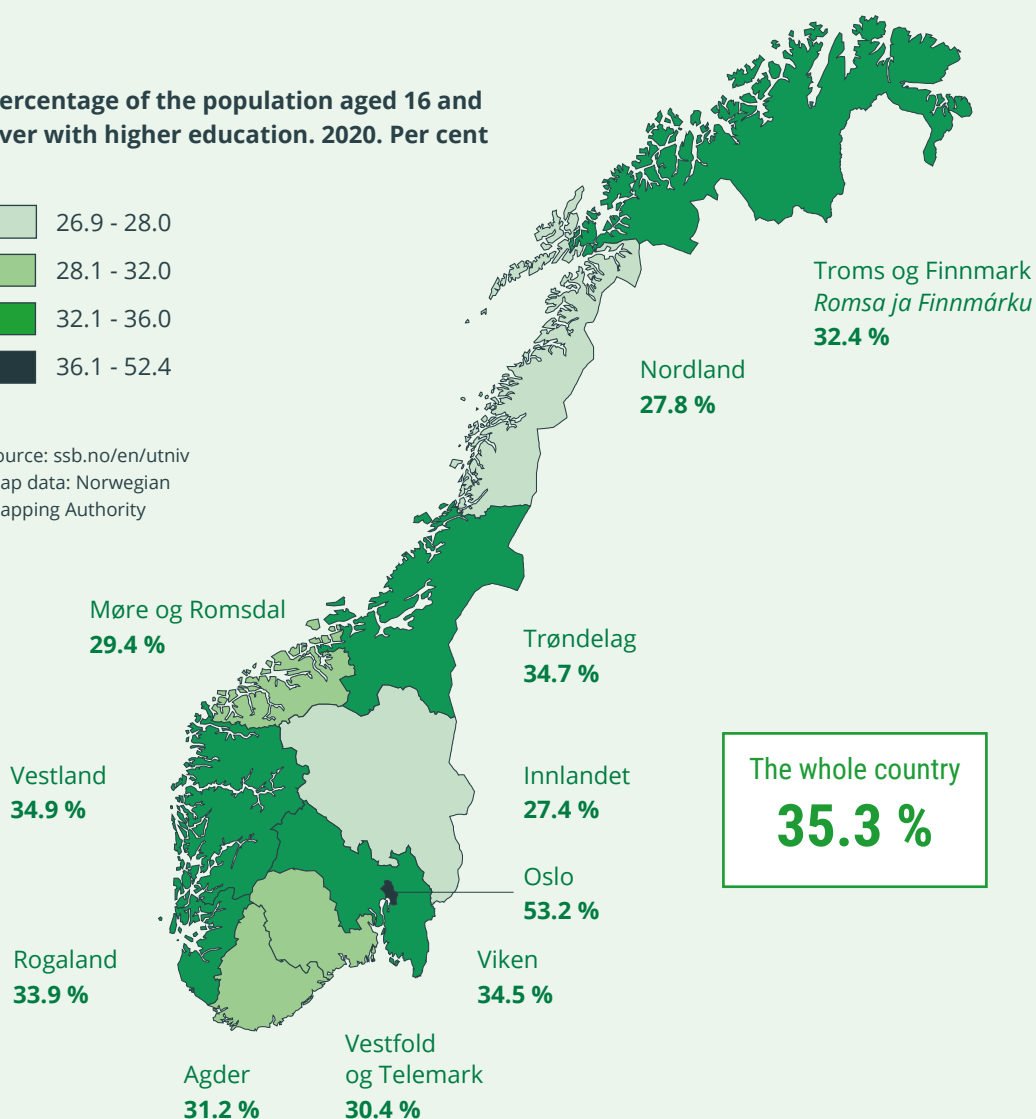 ercentage of the population aged 16 and
ver with higher education. 2020. Per cent
26.9 - 28.0
28.1 - 32.0
32.1 - 36.0
36.1 - 52.4
ource: ssb.no/en/utniv
ap data: Norwegian
apping Authority
Troms og Finnmark
Romsa ja Finnmárku
32.4 %
Nordland
27.8 %
Møre og Romsdal
29.4 %
Trøndelag
34.7 %
Vestland
34.9 %
Innlandet
27.4 %
The whole country
35.3 %
Oslo
53.2 %
Rogaland
33.9 %
Viken
34.5 %
Vestfold
og Telemark
30.4 %
Agder
31.2 %